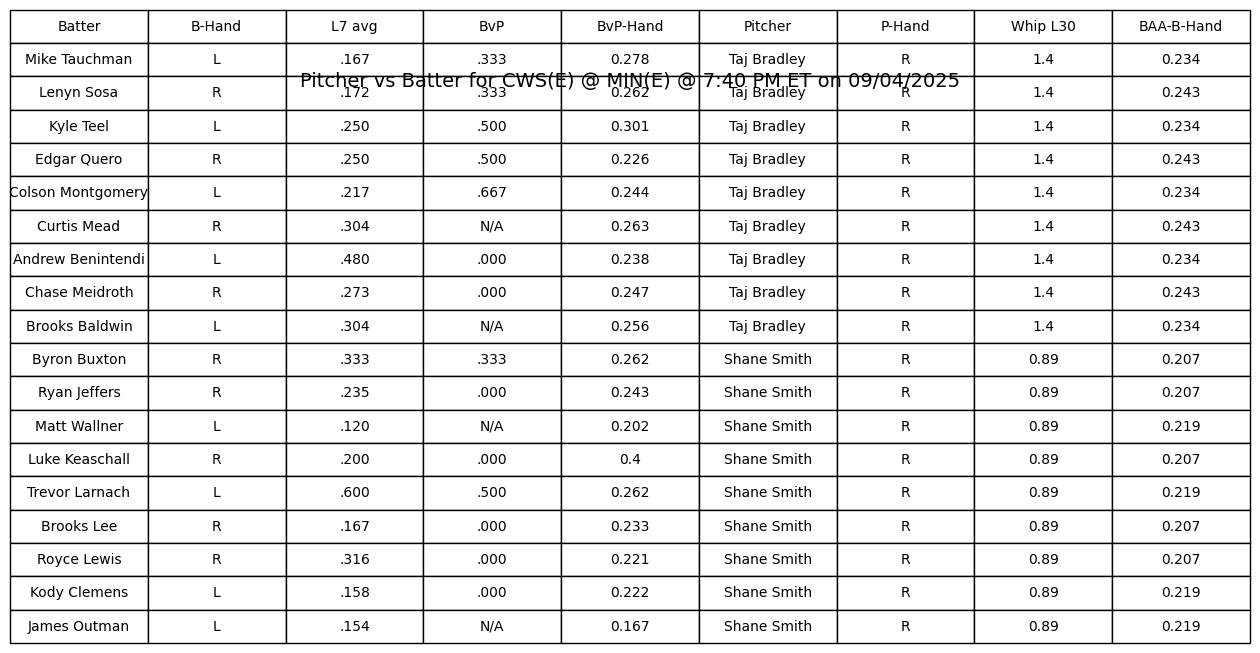 Batter B-Hand L7 avg BvP BvP-Hand Pitcher P-Hand Whip L30 BAA-B-Hand
Mike Tauchman L .167 .333 0.278 Taj Bradley R 1.4 0.234
Pitcher vs Batter for CWS(E) @ MIN(E) @ 7:40 PM ET on 09/04/2025
Lenyn Sosa R .172 .333 0.262 Taj Bradley R 1.4 0.243
Kyle Teel L .250 .500 0.301 Taj Bradley R 1.4 0.234
Edgar Quero R .250 .500 0.226 Taj Bradley R 1.4 0.243
Colson Montgomery L .217 .667 0.244 Taj Bradley R 1.4 0.234
Curtis Mead R .304 N/A 0.263 Taj Bradley R 1.4 0.243
Andrew Benintendi L .480 .000 0.238 Taj Bradley R 1.4 0.234
Chase Meidroth R .273 .000 0.247 Taj Bradley R 1.4 0.243
Brooks Baldwin L .304 N/A 0.256 Taj Bradley R 1.4 0.234
Byron Buxton R .333 .333 0.262 Shane Smith R 0.89 0.207
Ryan Jeffers R .235 .000 0.243 Shane Smith R 0.89 0.207
Matt Wallner L .120 N/A 0.202 Shane Smith R 0.89 0.219
Luke Keaschall R .200 .000 0.4 Shane Smith R 0.89 0.207
Trevor Larnach L .600 .500 0.262 Shane Smith R 0.89 0.219
Brooks Lee R .167 .000 0.233 Shane Smith R 0.89 0.207
Royce Lewis R .316 .000 0.221 Shane Smith R 0.89 0.207
Kody Clemens L .158 .000 0.222 Shane Smith R 0.89 0.219
James Outman L .154 N/A 0.167 Shane Smith R 0.89 0.219